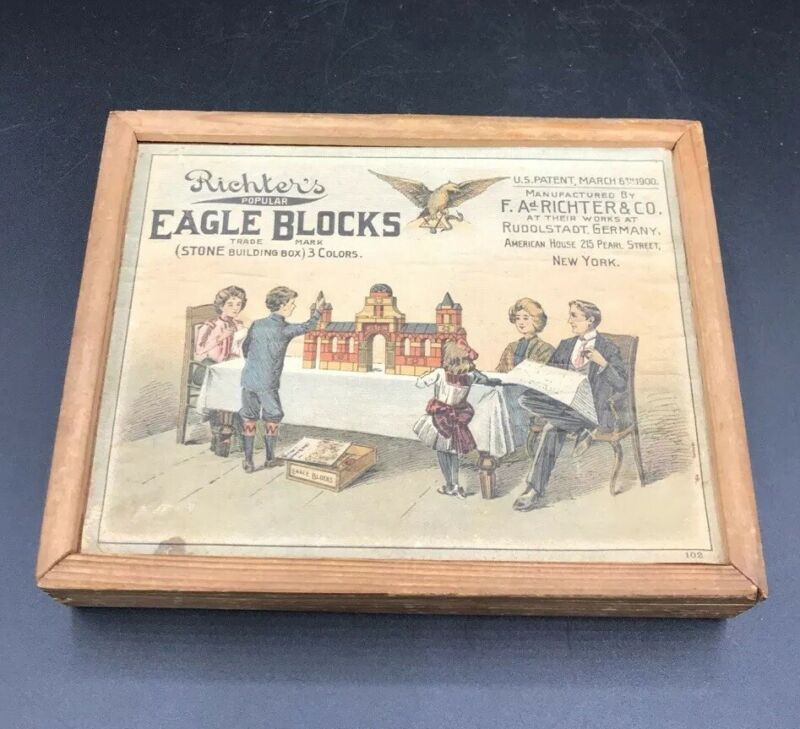 Richter's
POPULAR
EAGLE BLOCKS
TRADE MARK
(STONE BUILDING BOX) 3 COLORS.
U.S. PATENT, MARCH 6TH 1900.
MANUFACTURED BY
F. Ad. RICHTER & CO.
AT THEIR WORKS AT
RUDOLSTADT, GERMANY,
AMERICAN HOUSE 215 PEARL STREET,
NEW YORK.
EAGLE BLOCKS
102